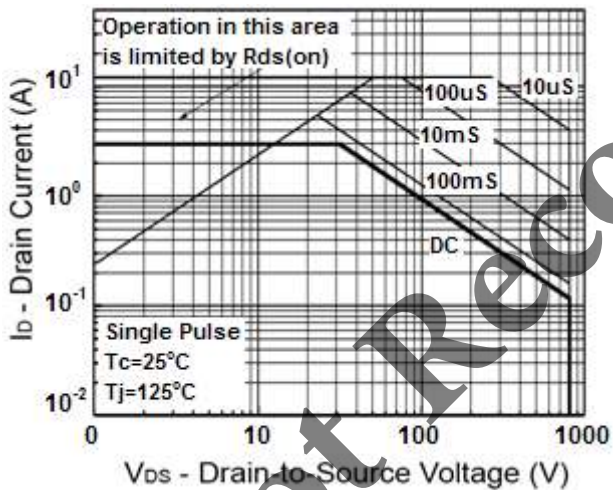 Operation in this area
is limited by Rds(on)
10¹
10⁰
10⁻¹
10⁻²
ID - Drain Current (A)
100uS
10uS
10mS
100mS
DC
Single Pulse
Tc=25°C
Tj=125°C
0
10
100
1000
VDS - Drain-to-Source Voltage (V)
ot Reco